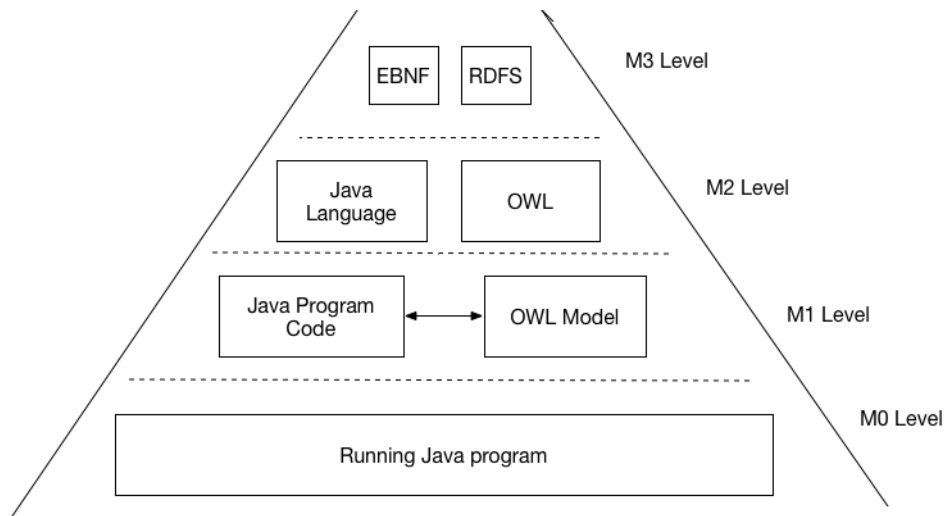 EBNF
RDFS
M3 Level
Java
Language
OWL
M2 Level
Java Program
Code
OWL Model
M1 Level
M0 Level
Running Java program